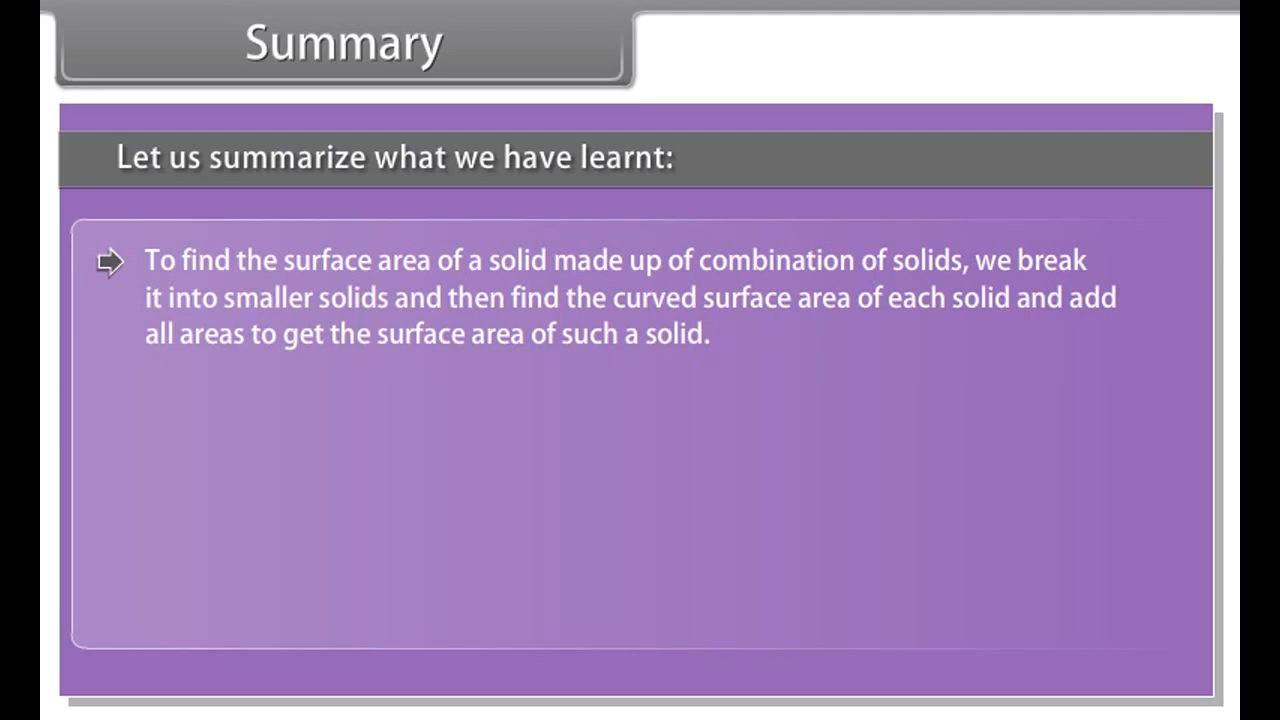 Summary
Let us summarize what we have learnt:
To find the surface area of a solid made up of combination of solids, we break
it into smaller solids and then find the curved surface area of each solid and add
all areas to get the surface area of such a solid.